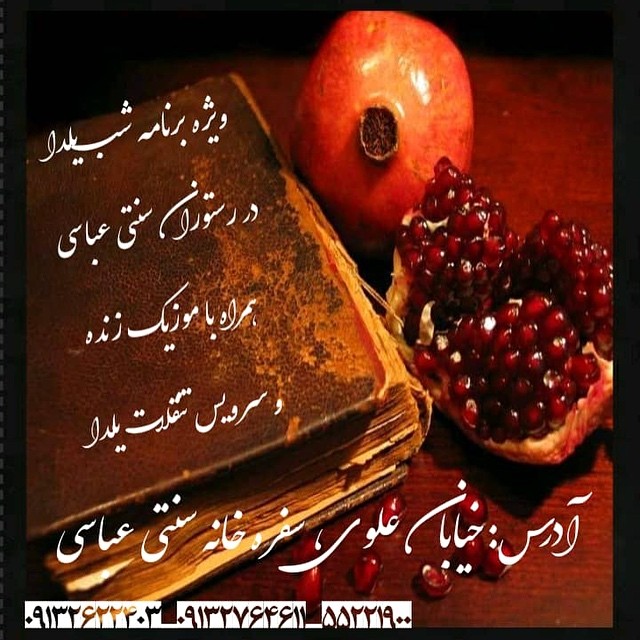 ویژه برنامه شب یلدا
در رستوران سنتی عباسی
همراه با موزیک زنده
و سرویس تنقلات یلدا
آدرس: خیابان علوی، سفره خانه سنتی عباسی
۰۹۱۳۲۶۲۲۴۰۳_۰۹۱۳۲۷۶۴۶۱۱_۵۵۲۲۱۹۰۰